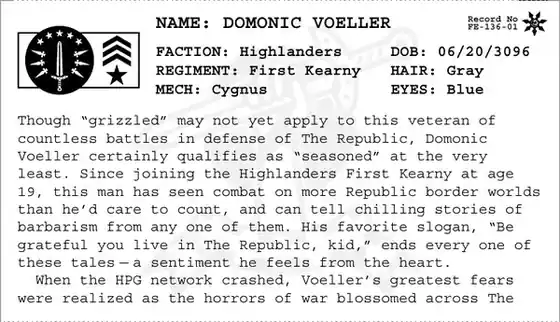 NAME: DOMONIC VOELLER
Record No
FE-136-01
FACTION: Highlanders DOB: 06/20/3096
REGIMENT: First Kearny HAIR: Gray
MECH: Cygnus EYES: Blue
Though “grizzled” may not yet apply to this veteran of
countless battles in defense of The Republic, Domonic
Voeller certainly qualifies as “seasoned” at the very
least. Since joining the Highlanders First Kearny at age
19, this man has seen combat on more Republic border worlds
than he’d care to count, and can tell chilling stories of
barbarism from any one of them. His favorite slogan, “Be
grateful you live in The Republic, kid,” ends every one of
these tales — a sentiment he feels from the heart.
When the HPG network crashed, Voeller’s greatest fears
were realized as the horrors of war blossomed across The